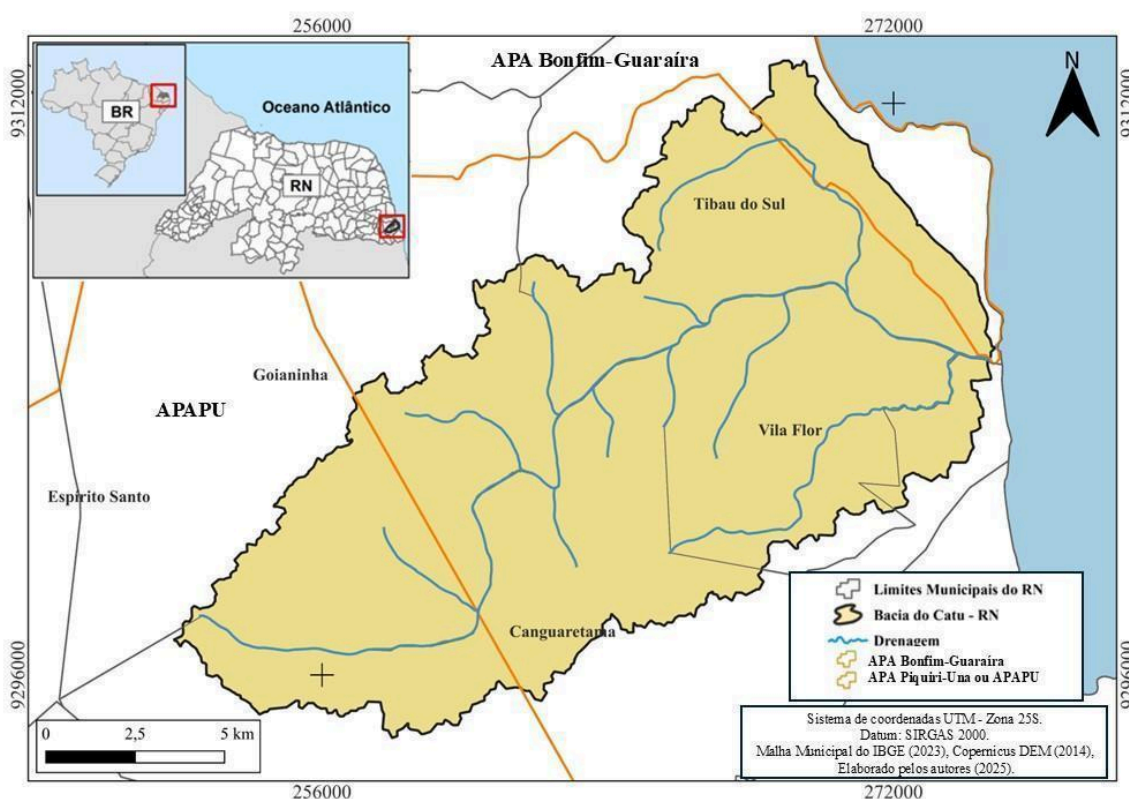 256000
272000
9312000
9312000
APA Bonfim-Guaraíra
N
BR
Oceano Atlântico
RN
Tibau do Sul
Goianinha
APAPU
Vila Flor
Espírito Santo
Canguaretama
Limites Municipais do RN
Bacia do Catu - RN
Drenagem
APA Bonfim-Guaraíra
APA Piquiri-Una ou APAPU
9296000
9296000
0 2,5 5 km
Sistema de coordenadas UTM - Zona 25S.
Datum: SIRGAS 2000.
Malha Municipal do IBGE (2023), Copernicus DEM (2014),
Elaborado pelos autores (2025).
256000
272000